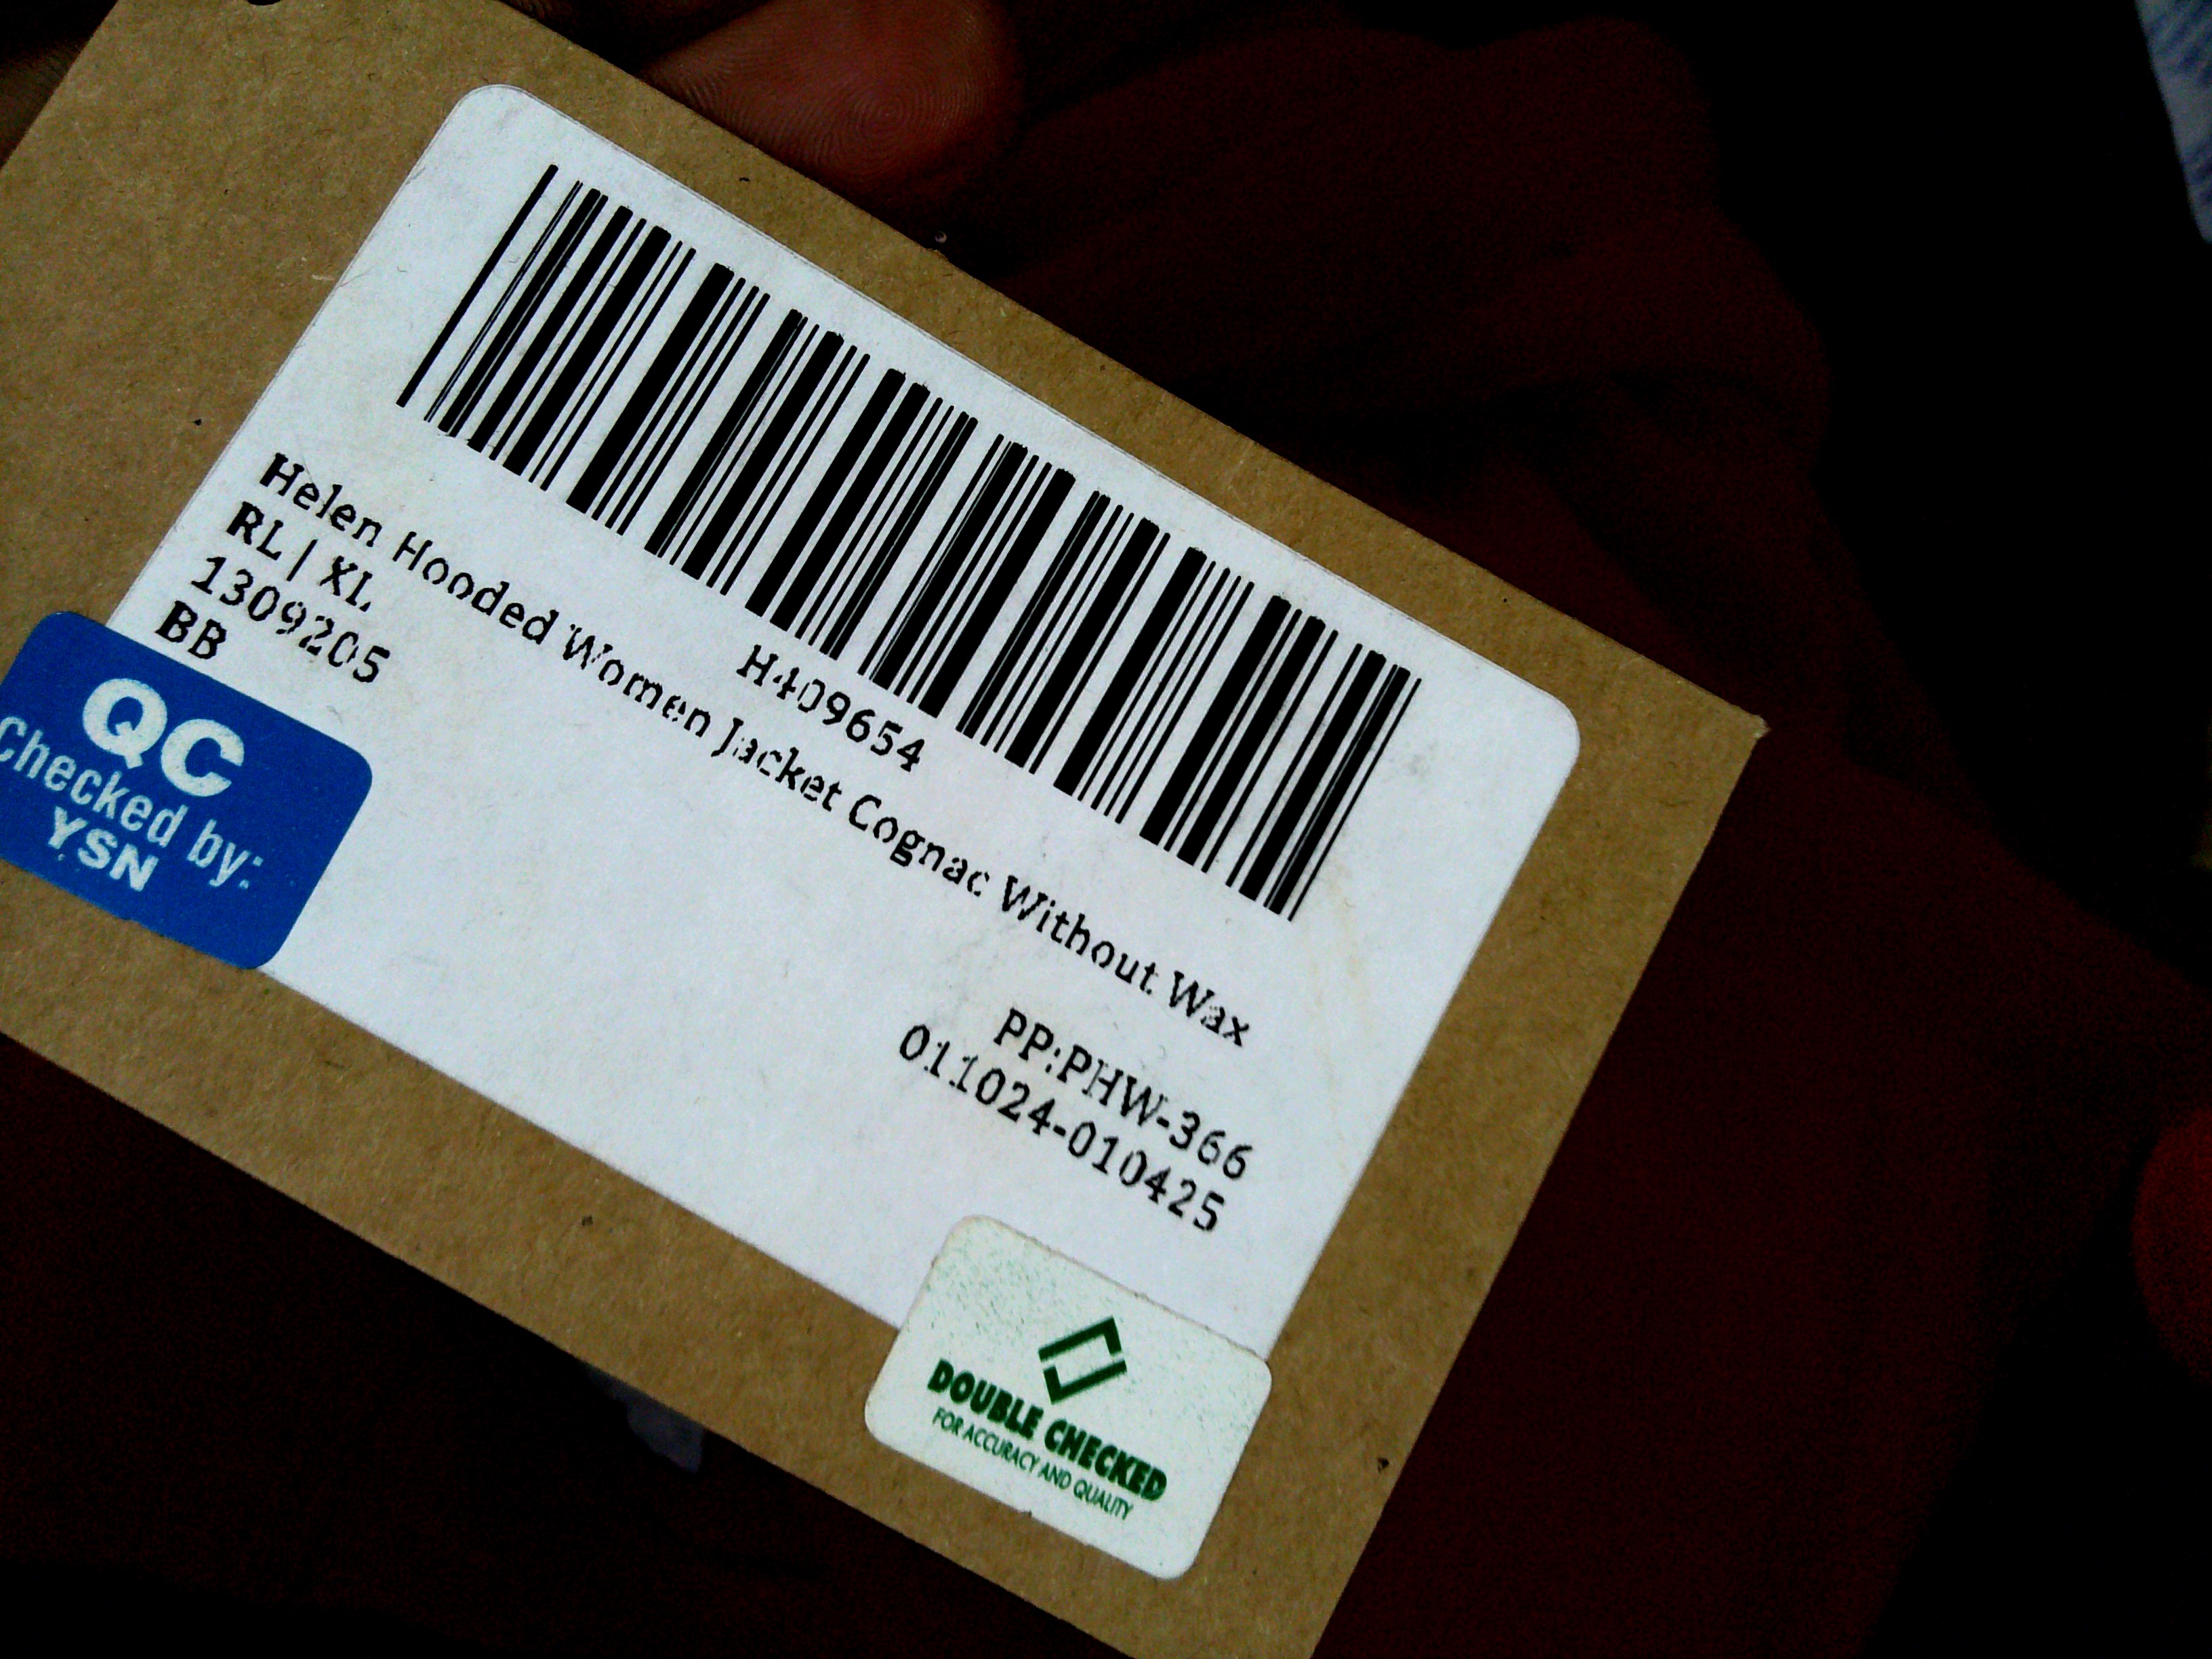 H409654
Helen Hooded Women Jacket Cognac Without Wax
RL | XL
1309205
BB
PP:PHW-366
011024-010425
QC
Checked by:
YSN
DOUBLE CHECKED
FOR ACCURACY AND QUALITY